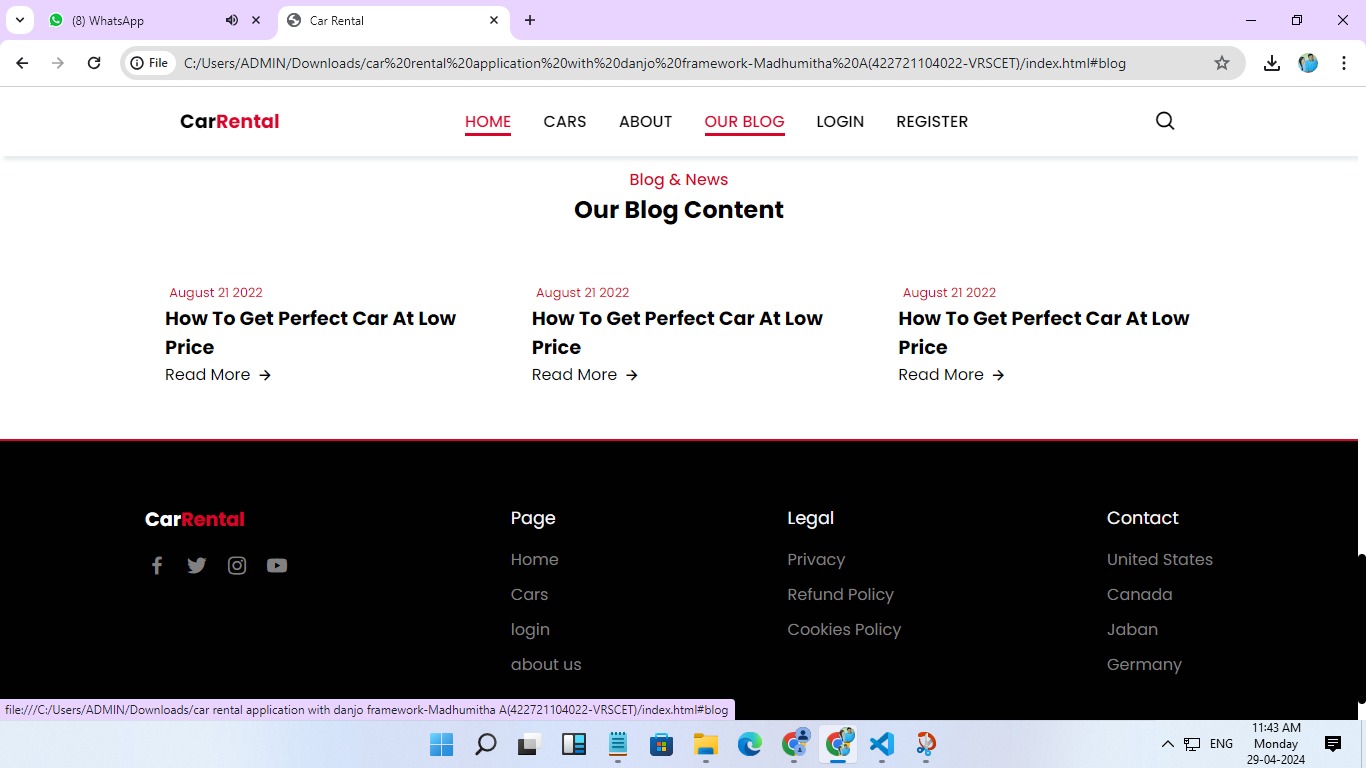 (8) WhatsApp
Car Rental
File
C:/Users/ADMIN/Downloads/car%20rental%20application%20with%20danjo%20framework-Madhumitha%20A(422721104022-VRSCET)/index.html#blog
CarRental
HOME
CARS
ABOUT
OUR BLOG
LOGIN
REGISTER
Blog & News
Our Blog Content
August 21 2022
How To Get Perfect Car At Low
Price
Read More
August 21 2022
How To Get Perfect Car At Low
Price
Read More
August 21 2022
How To Get Perfect Car At Low
Price
Read More
CarRental
Page
Home
Cars
login
about us
Legal
Privacy
Refund Policy
Cookies Policy
Contact
United States
Canada
Jaban
Germany
file:///C:/Users/ADMIN/Downloads/car rental application with danjo framework-Madhumitha A(422721104022-VRSCET)/index.html#blog
ENG
11:43 AM
Monday
29-04-2024